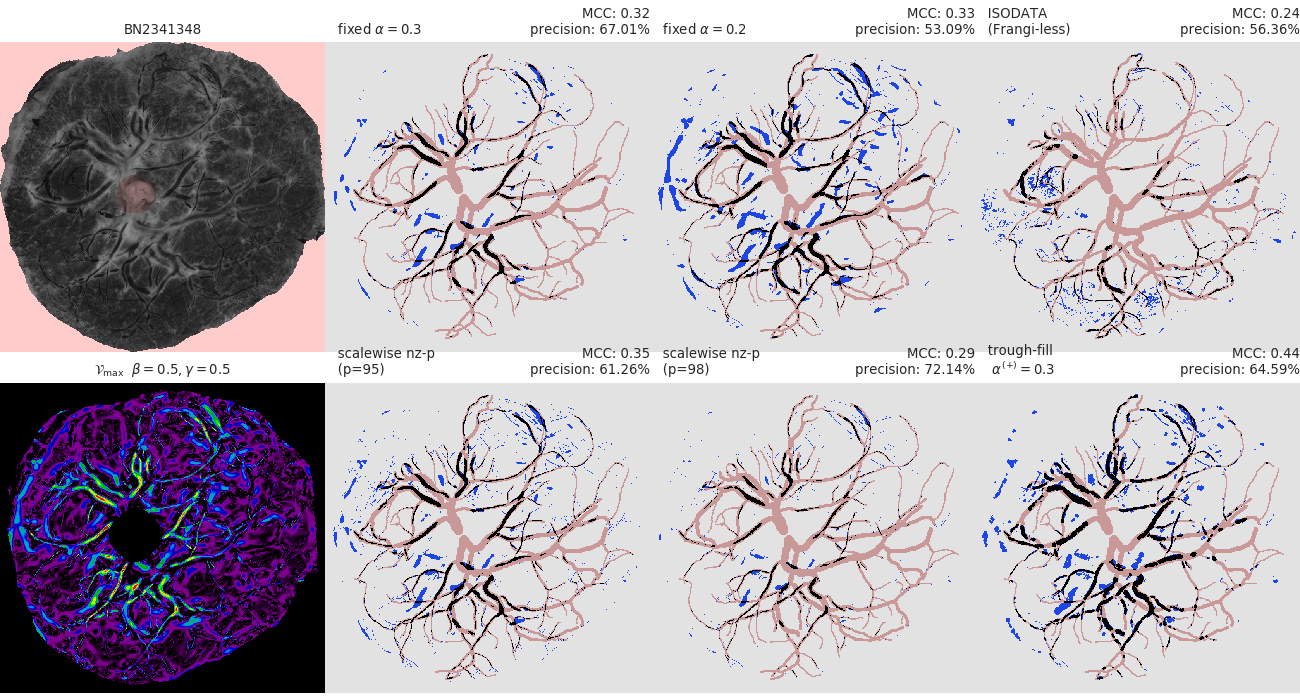 BN2341348
fixed α = 0.3
MCC: 0.32
precision: 67.01%
fixed α = 0.2
MCC: 0.33
precision: 53.09%
ISODATA
(Frangi-less)
MCC: 0.24
precision: 56.36%
𝒱max β = 0.5, γ = 0.5
scalewise nz-p
(p=95)
MCC: 0.35
precision: 61.26%
scalewise nz-p
(p=98)
MCC: 0.29
precision: 72.14%
trough-fill
α(+) = 0.3
MCC: 0.44
precision: 64.59%